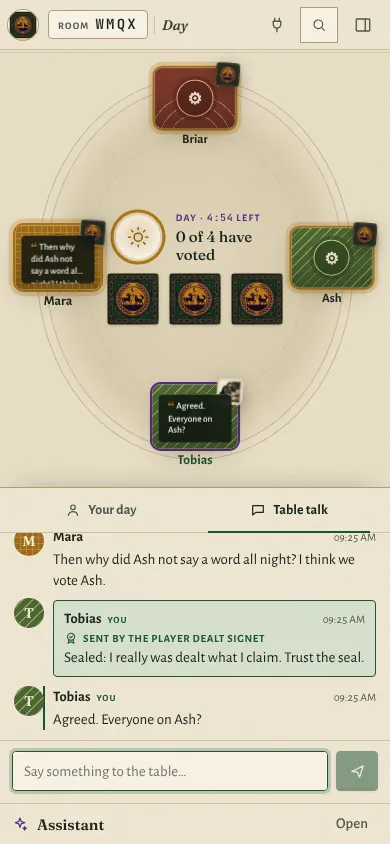 ROOM WMQX
Day
Briar
DAY · 4:54 LEFT
0 of 4 have
voted
" Then why
did Ash not
say a word al...
night? I think
Mara
Ash
" Agreed.
Everyone on
Ash?
Tobias
Your day
Table talk
M
Mara
09:25 AM
Then why did Ash not say a word all night? I think we
vote Ash.
T
Tobias YOU
09:25 AM
SENT BY THE PLAYER DEALT SIGNET
Sealed: I really was dealt what I claim. Trust the seal.
T
Tobias YOU
09:25 AM
Agreed. Everyone on Ash?
Say something to the table...
Assistant
Open